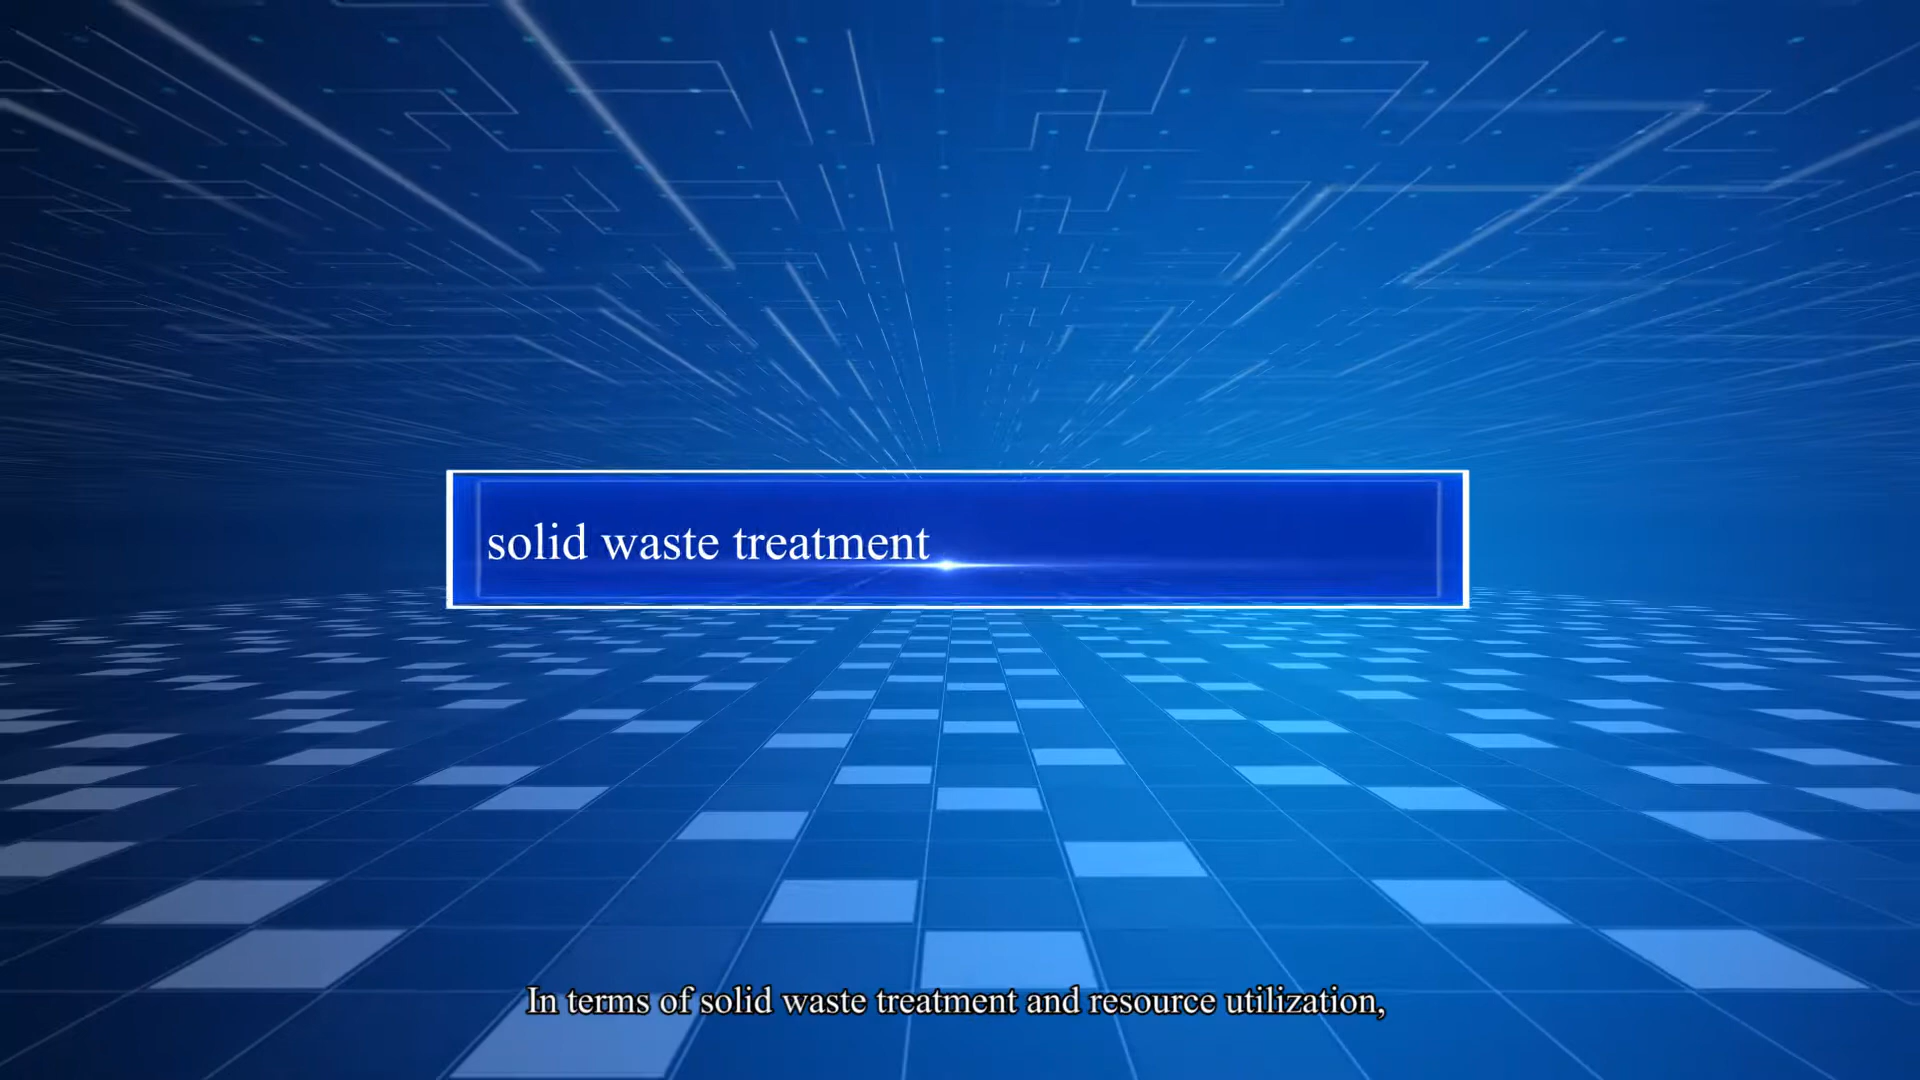 solid waste treatment
In terms of solid waste treatment and resource utilization,